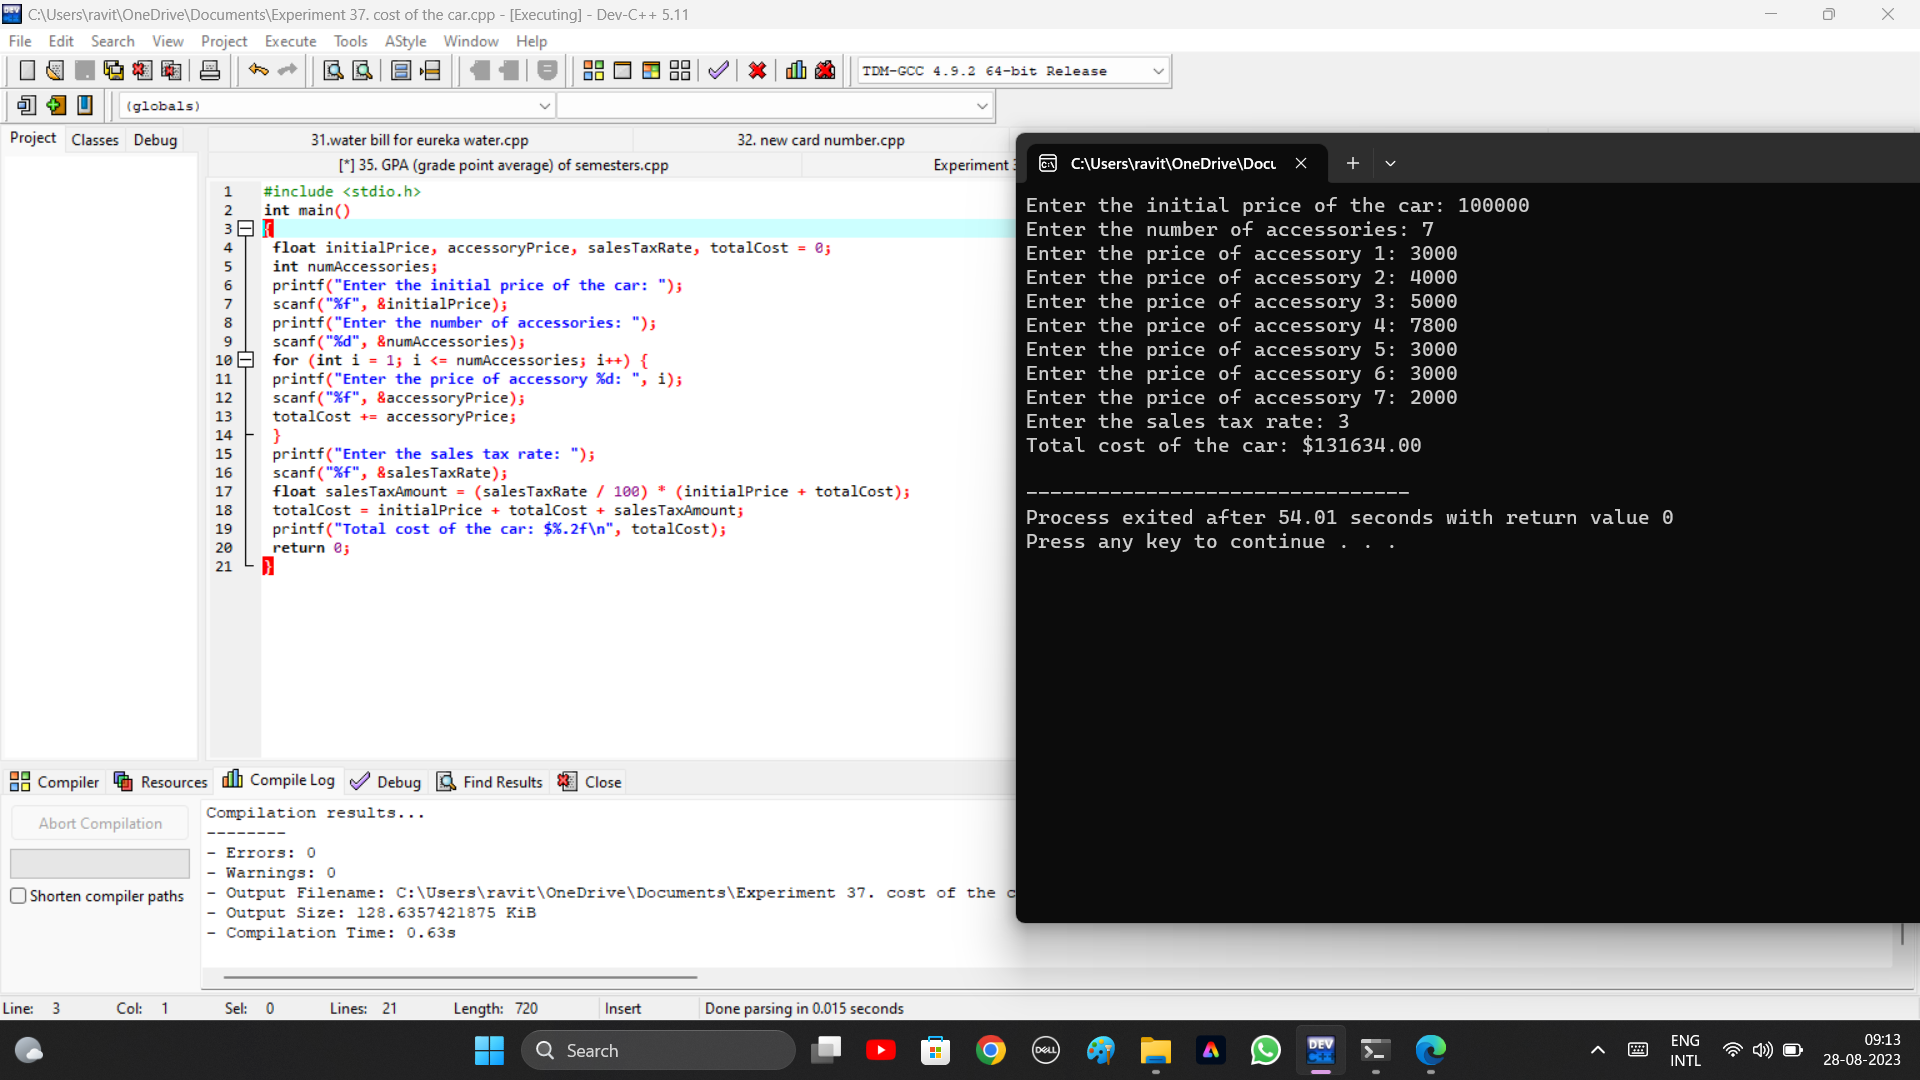 C:\Users\ravit\OneDrive\Documents\Experiment 37. cost of the car.cpp - [Executing] - Dev-C++ 5.11
File Edit Search View Project Execute Tools AStyle Window Help
TDM-GCC 4.9.2 64-bit Release
(globals)
Project Classes Debug
31.water bill for eureka water.cpp 32. new card number.cpp
[*] 35. GPA (grade point average) of semesters.cpp Experiment 3
1 #include <stdio.h>
2 int main()
3 {
4 float initialPrice, accessoryPrice, salesTaxRate, totalCost = 0;
5 int numAccessories;
6 printf("Enter the initial price of the car: ");
7 scanf("%f", &initialPrice);
8 printf("Enter the number of accessories: ");
9 scanf("%d", &numAccessories);
10 for (int i = 1; i <= numAccessories; i++) {
11 printf("Enter the price of accessory %d: ", i);
12 scanf("%f", &accessoryPrice);
13 totalCost += accessoryPrice;
14 }
15 printf("Enter the sales tax rate: ");
16 scanf("%f", &salesTaxRate);
17 float salesTaxAmount = (salesTaxRate / 100) * (initialPrice + totalCost);
18 totalCost = initialPrice + totalCost + salesTaxAmount;
19 printf("Total cost of the car: $%.2f\n", totalCost);
20 return 0;
21 }
C:\Users\ravit\OneDrive\Docu
Enter the initial price of the car: 100000
Enter the number of accessories: 7
Enter the price of accessory 1: 3000
Enter the price of accessory 2: 4000
Enter the price of accessory 3: 5000
Enter the price of accessory 4: 7800
Enter the price of accessory 5: 3000
Enter the price of accessory 6: 3000
Enter the price of accessory 7: 2000
Enter the sales tax rate: 3
Total cost of the car: $131634.00
--------------------------------
Process exited after 54.01 seconds with return value 0
Press any key to continue . . .
Compiler Resources Compile Log Debug Find Results Close
Abort Compilation
Shorten compiler paths
Compilation results...
--------
- Errors: 0
- Warnings: 0
- Output Filename: C:\Users\ravit\OneDrive\Documents\Experiment 37. cost of the c
- Output Size: 128.6357421875 KiB
- Compilation Time: 0.63s
Line: 3 Col: 1 Sel: 0 Lines: 21 Length: 720 Insert Done parsing in 0.015 seconds
Search
DELL
DEV
ENG
INTL
09:13
28-08-2023